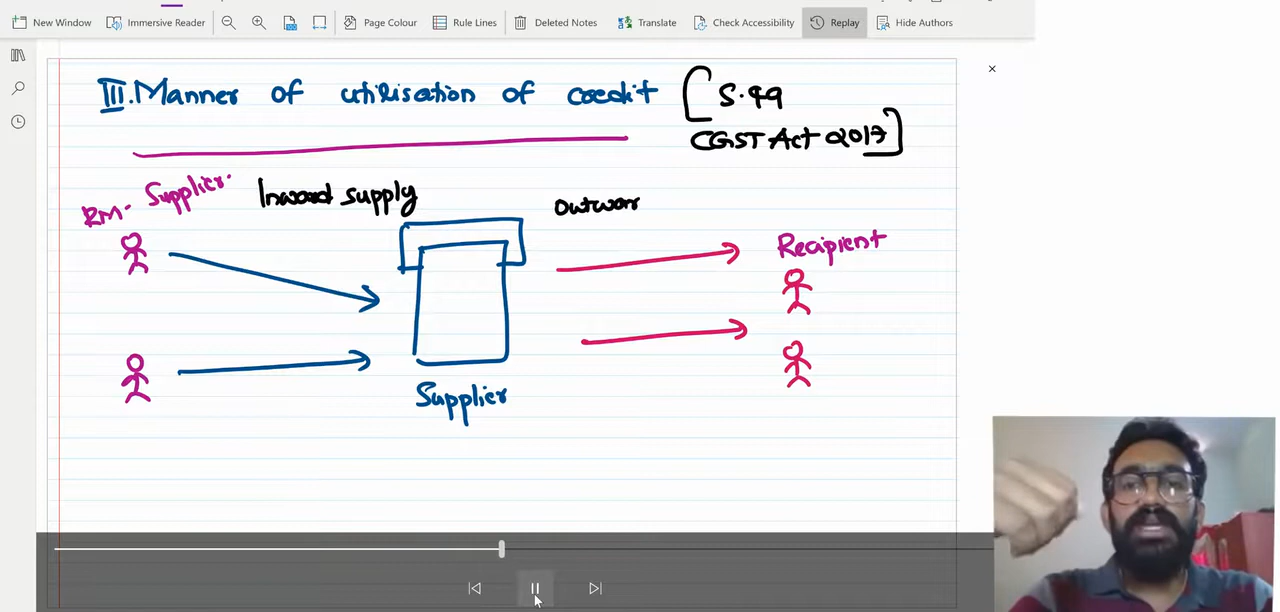 New Window Immersive Reader Page Colour Rule Lines Deleted Notes Translate Check Accessibility Replay Hide Authors
III. Manner of utilisation of credit [S.49
CGST Act 2017]
RM. Supplier. Inward supply Outwar
Recipient
Supplier